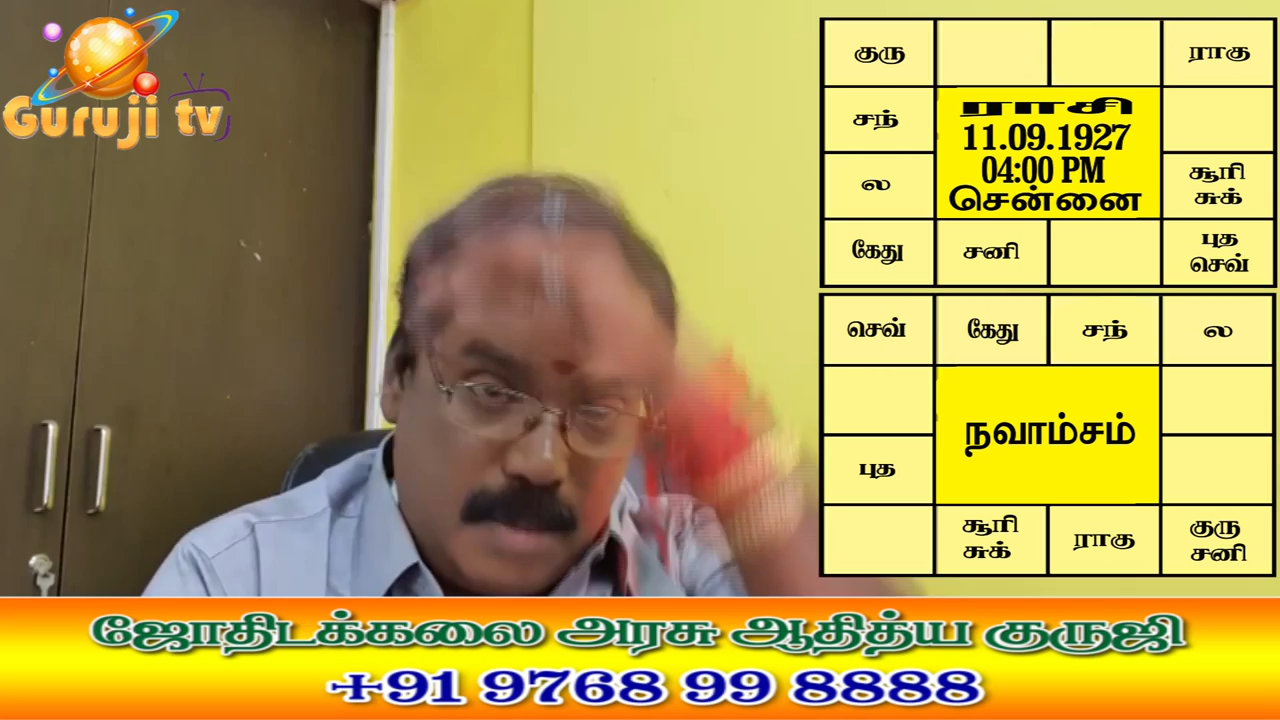 Guruji tv
குரு
ராகு
சந்
ராசி
11.09.1927
04:00 PM
சென்னை
ல
சூரி
சுக்
கேது
சனி
புத
செவ்
செவ்
கேது
சந்
ல
நவாம்சம்
புத
சூரி
சுக்
ராகு
குரு
சனி
ஜோதிடக்கலை அரசு ஆதித்ய குருஜி
+91 9768 99 8888